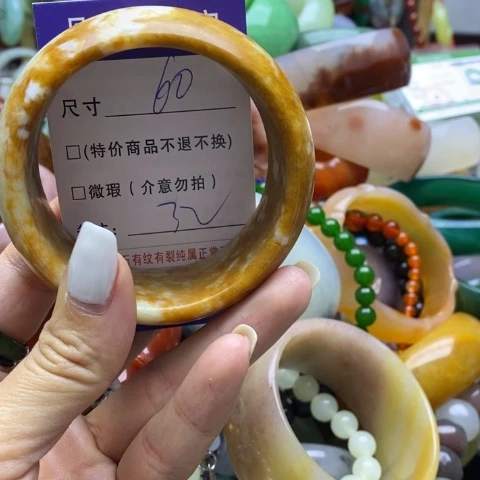 尺寸 60
□(特价商品不退不换)
□微瑕(介意勿拍)
: 32
有纹有裂纯属正常